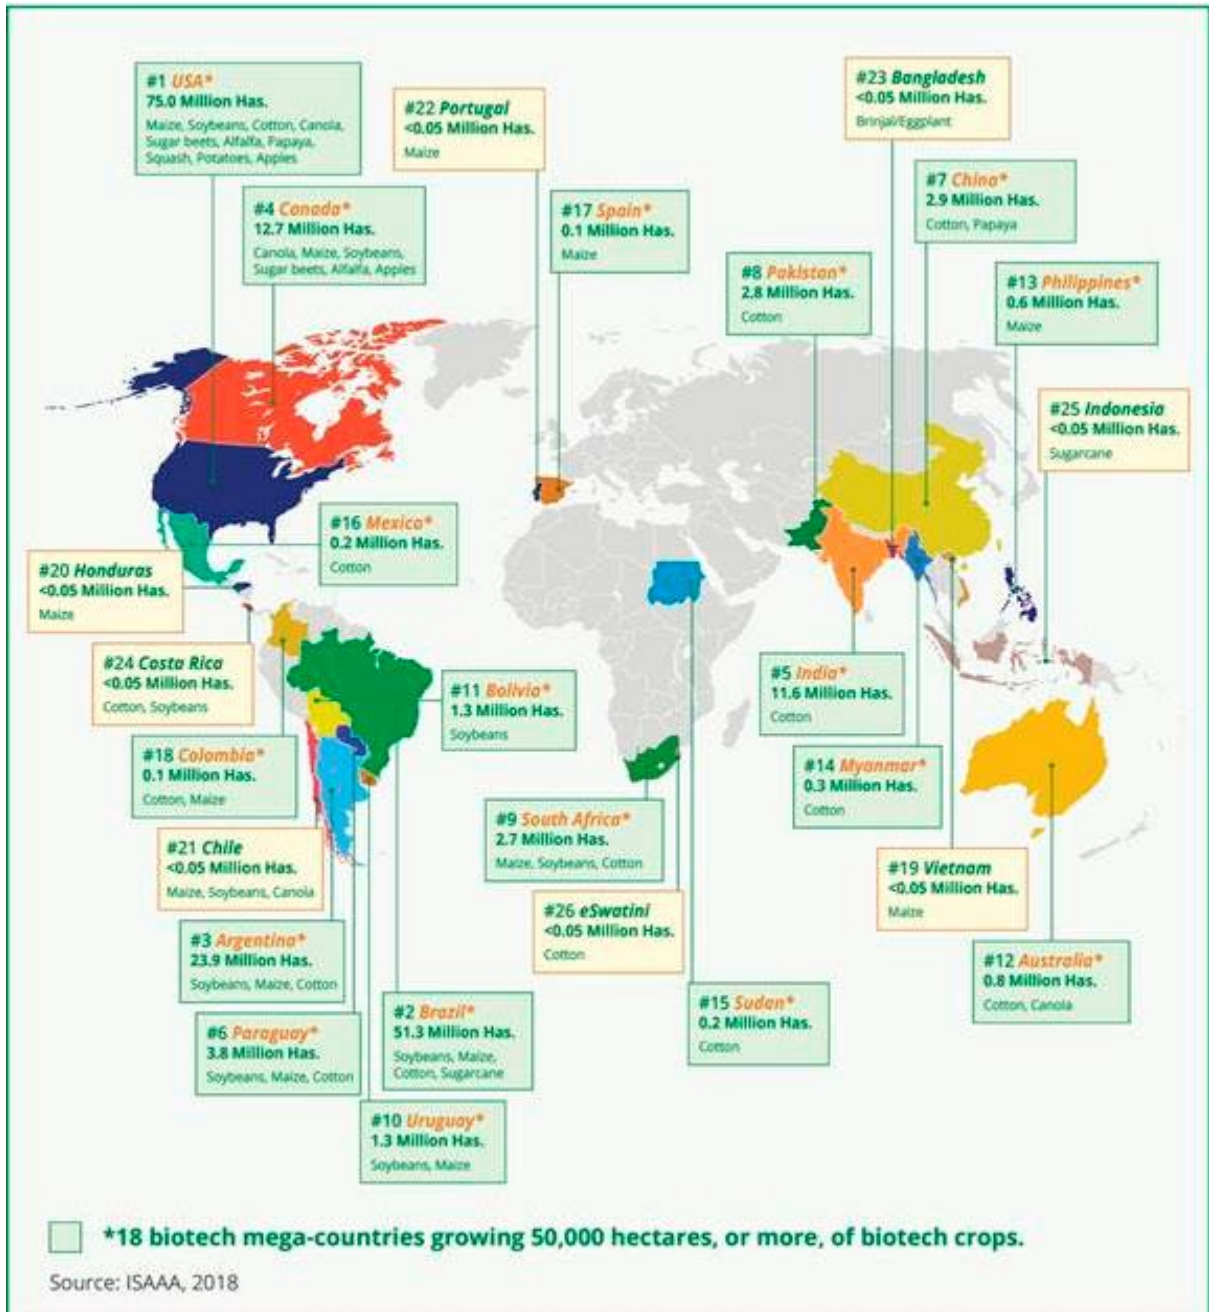 #1 USA*
75.0 Million Has.
Maize, Soybeans, Cotton, Canola,
Sugar beets, Alfalfa, Papaya,
Squash, Potatoes, Apples
#22 Portugal
<0.05 Million Has.
Maize
#23 Bangladesh
<0.05 Million Has.
Brinjal/Eggplant
#4 Canada*
12.7 Million Has.
Canola, Maize, Soybeans,
Sugar beets, Alfalfa, Apples
#17 Spain*
0.1 Million Has.
Maize
#7 China*
2.9 Million Has.
Cotton, Papaya
#8 Pakistan*
2.8 Million Has.
Cotton
#13 Philippines*
0.6 Million Has.
Maize
#25 Indonesia
<0.05 Million Has.
Sugarcane
#16 Mexico*
0.2 Million Has.
Cotton
#20 Honduras
<0.05 Million Has.
Maize
#24 Costa Rica
<0.05 Million Has.
Cotton, Soybeans
#11 Bolivia*
1.3 Million Has.
Soybeans
#5 India*
11.6 Million Has.
Cotton
#18 Colombia*
0.1 Million Has.
Cotton, Maize
#14 Myanmar*
0.3 Million Has.
Cotton
#9 South Africa*
2.7 Million Has.
Maize, Soybeans, Cotton
#21 Chile
<0.05 Million Has.
Maize, Soybeans, Canola
#19 Vietnam
<0.05 Million Has.
Maize
#26 eSwatini
<0.05 Million Has.
Cotton
#3 Argentina*
23.9 Million Has.
Soybeans, Maize, Cotton
#12 Australia*
0.8 Million Has.
Cotton, Canola
#2 Brazil*
51.3 Million Has.
Soybeans, Maize,
Cotton, Sugarcane
#15 Sudan*
0.2 Million Has.
Cotton
#6 Paraguay*
3.8 Million Has.
Soybeans, Maize, Cotton
#10 Uruguay*
1.3 Million Has.
Soybeans, Maize
*18 biotech mega-countries growing 50,000 hectares, or more, of biotech crops.
Source: ISAAA, 2018